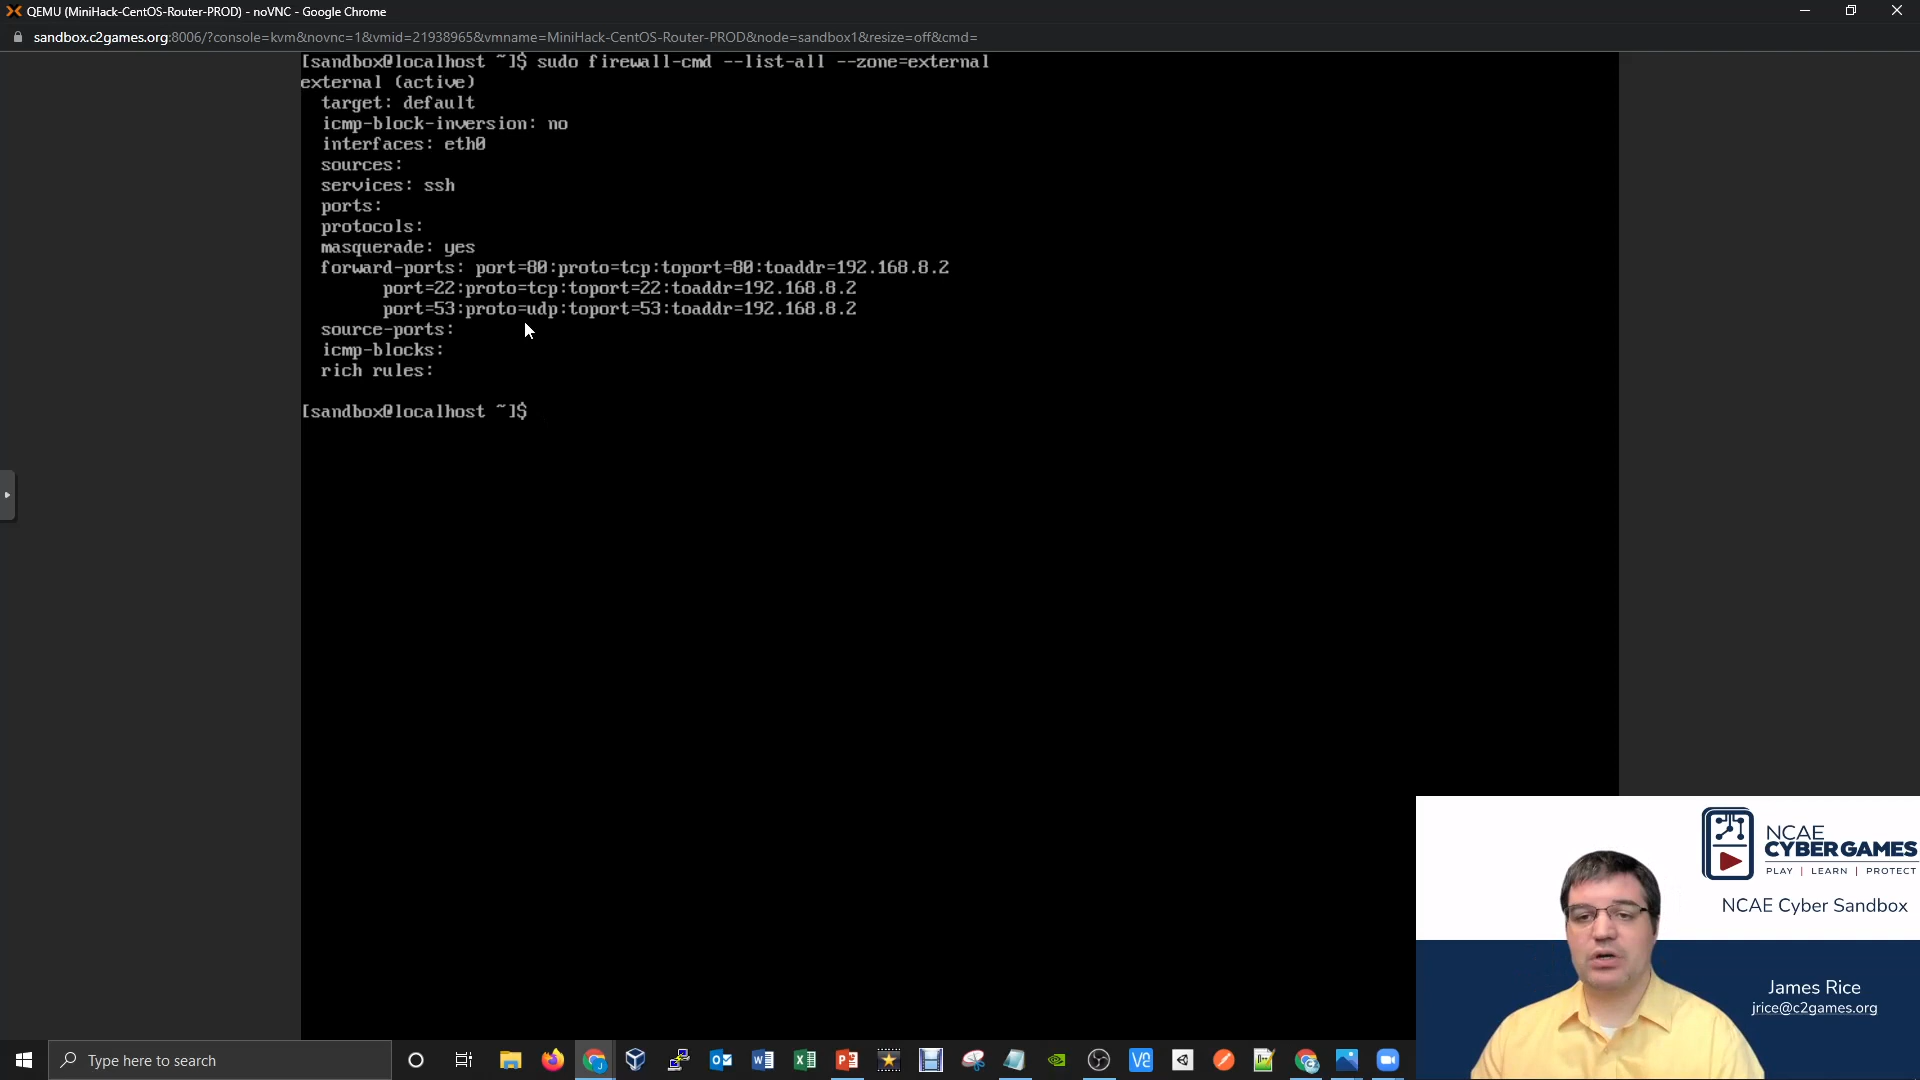 QEMU (MiniHack-CentOS-Router-PROD) - noVNC - Google Chrome
sandbox.c2games.org:8006/?console=kvm&novnc=1&vmid=21938965&vmname=MiniHack-CentOS-Router-PROD&node=sandbox1&resize=off&cmd=
[sandbox@localhost ~]$ sudo firewall-cmd --list-all --zone=external
external (active)
target: default
icmp-block-inversion: no
interfaces: eth0
sources:
services: ssh
ports:
protocols:
masquerade: yes
forward-ports: port=80:proto=tcp:toport=80:toaddr=192.168.8.2
port=22:proto=tcp:toport=22:toaddr=192.168.8.2
port=53:proto=udp:toport=53:toaddr=192.168.8.2
source-ports:
icmp-blocks:
rich rules:
[sandbox@localhost ~]$
NCAE
CYBERGAMES
PLAY | LEARN | PROTECT
NCAE Cyber Sandbox
James Rice
jrice@c2games.org
Type here to search